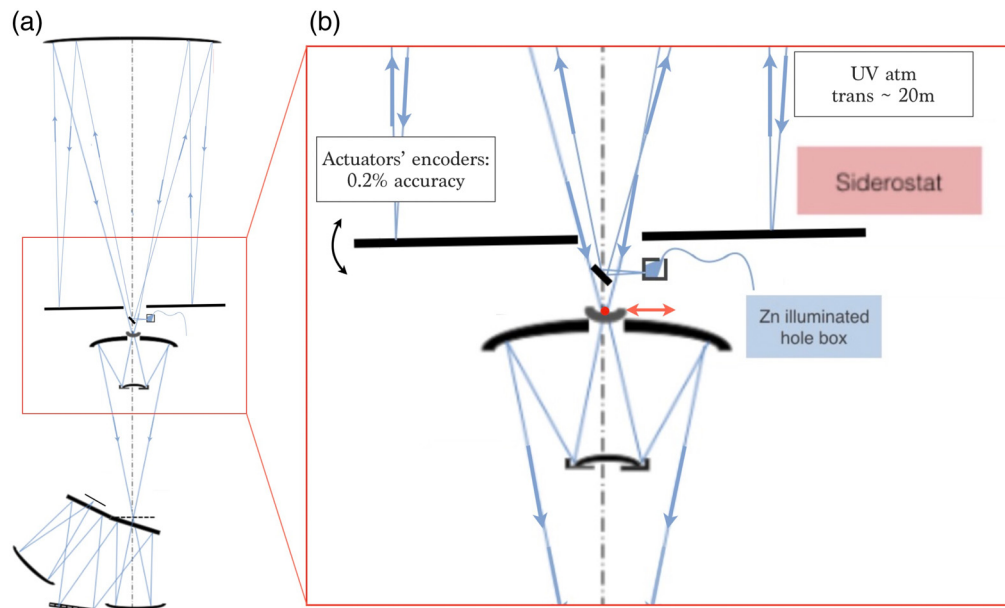 (a)
(b)
UV atm
trans ~ 20m
Actuators' encoders:
0.2% accuracy
Siderostat
Zn illuminated
hole box